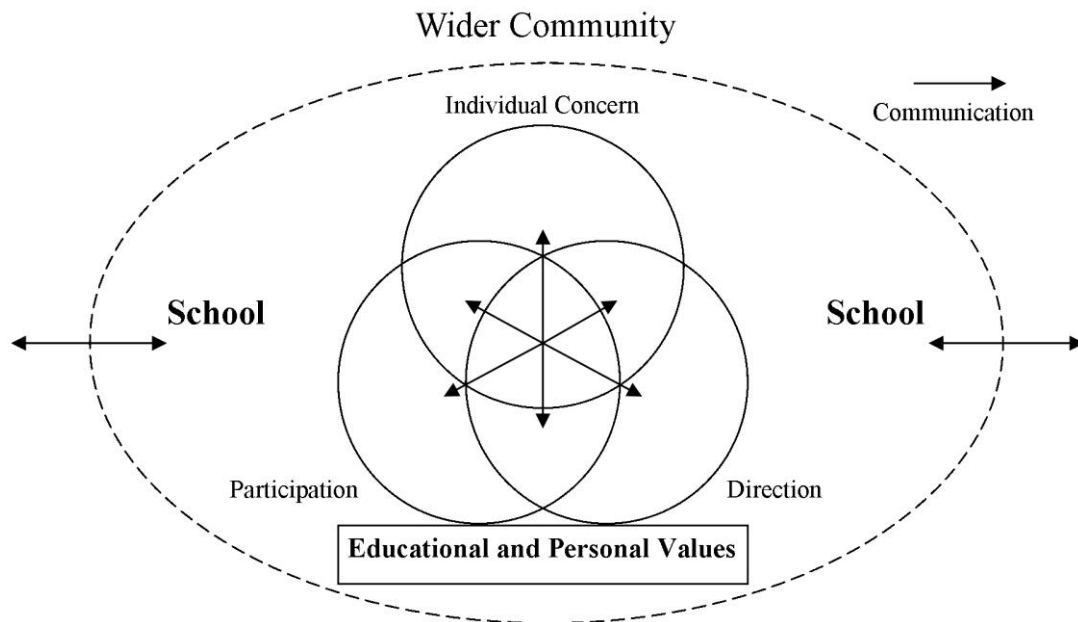 Wider Community
Individual Concern
Communication
School
School
Participation
Direction
Educational and Personal Values